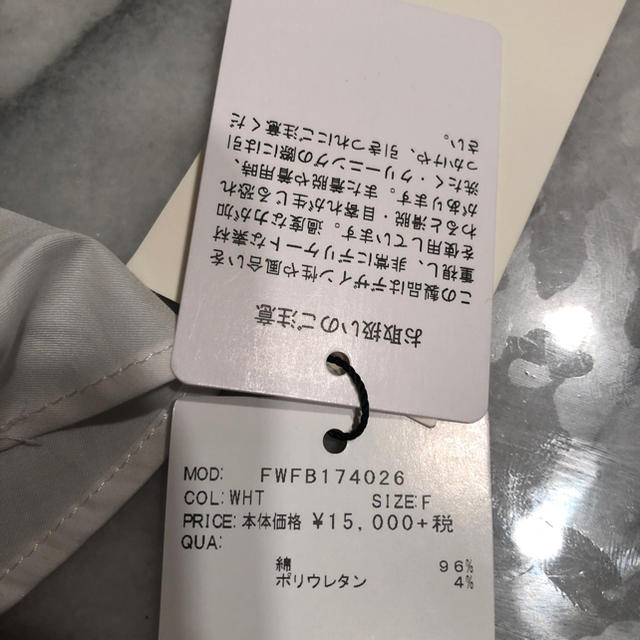 お取扱いのご注意
この製品はデザイン性や風合いを
重視し、非常にデリケートな素材
を使用しています。過度な力が加
わると滑脱・目寄れが生じる恐れ
があります。また着脱や着用時、
洗たく・クリーニングの際には引
つかけや、引きつれにご注意くだ
さい。
MOD: FWFB174026
COL: WHT SIZE: F
PRICE: 本体価格 ¥15,000+税
QUA:
綿 96%
ポリウレタン 4%